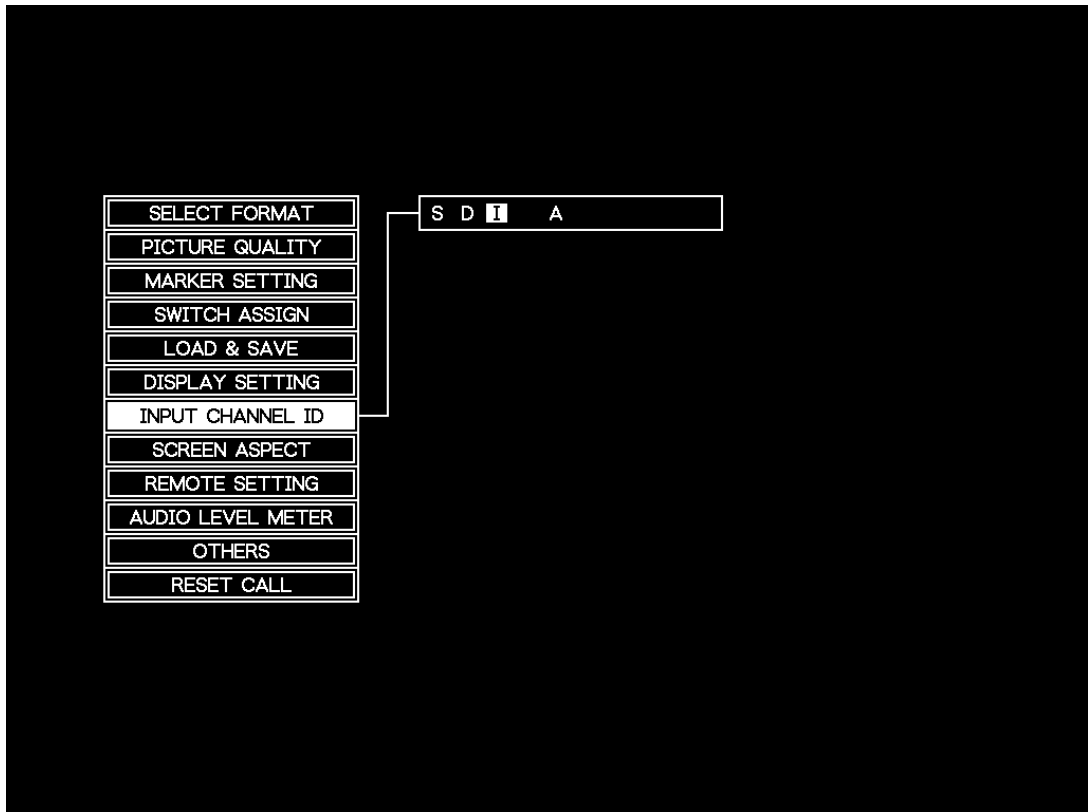 SELECT FORMAT
PICTURE QUALITY
MARKER SETTING
SWITCH ASSIGN
LOAD & SAVE
DISPLAY SETTING
INPUT CHANNEL ID
SCREEN ASPECT
REMOTE SETTING
AUDIO LEVEL METER
OTHERS
RESET CALL
S D I A